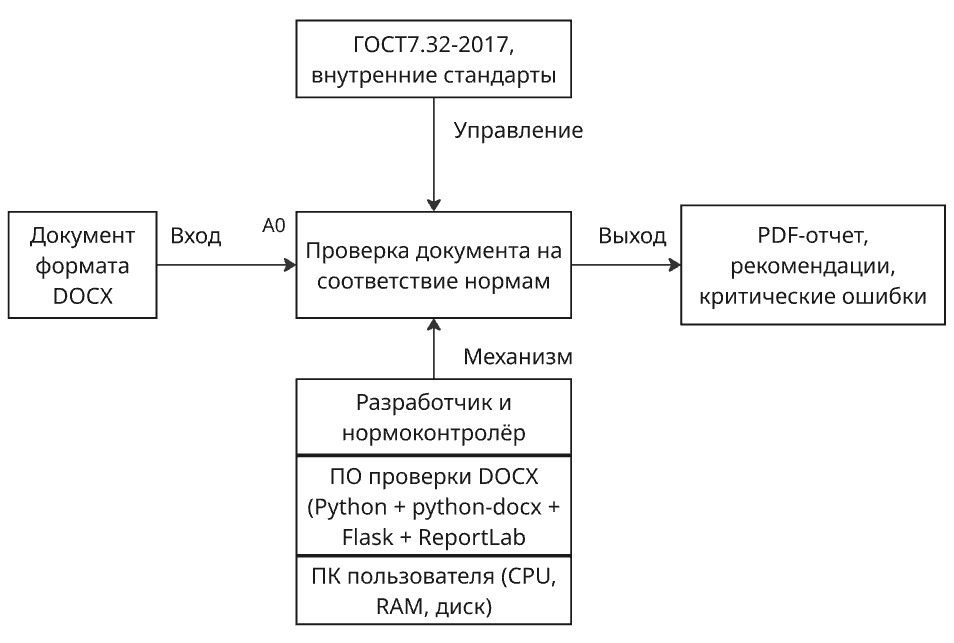 ГОСТ7.32-2017,
внутренние стандарты
Управление
Документ
формата
DOCX
Вход
A0
Проверка документа на
соответствие нормам
Выход
PDF-отчет,
рекомендации,
критические ошибки
Механизм
Разработчик и
нормоконтролёр
ПО проверки DOCX
(Python + python-docx +
Flask + ReportLab
ПК пользователя (CPU,
RAM, диск)